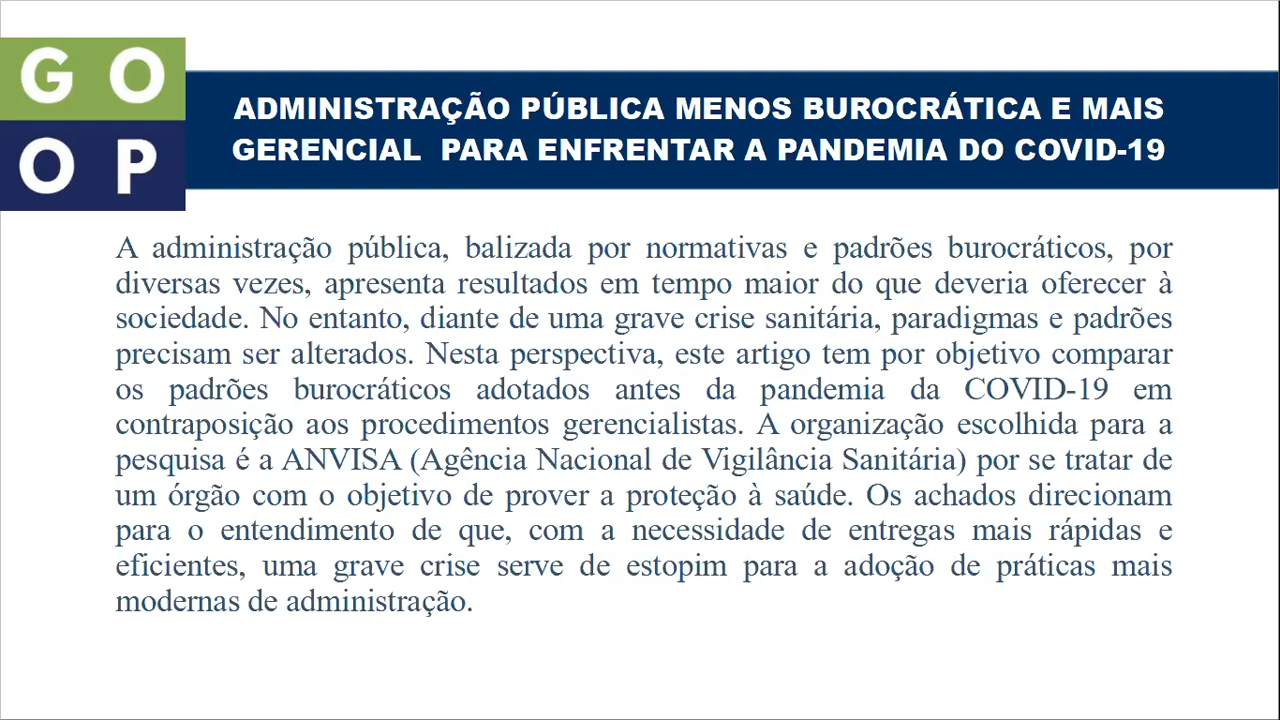 G O
O P
ADMINISTRAÇÃO PÚBLICA MENOS BUROCRÁTICA E MAIS
GERENCIAL PARA ENFRENTAR A PANDEMIA DO COVID-19
A administração pública, balizada por normativas e padrões burocráticos, por
diversas vezes, apresenta resultados em tempo maior do que deveria oferecer à
sociedade. No entanto, diante de uma grave crise sanitária, paradigmas e padrões
precisam ser alterados. Nesta perspectiva, este artigo tem por objetivo comparar
os padrões burocráticos adotados antes da pandemia da COVID-19 em
contraposição aos procedimentos gerencialistas. A organização escolhida para a
pesquisa é a ANVISA (Agência Nacional de Vigilância Sanitária) por se tratar de
um órgão com o objetivo de prover a proteção à saúde. Os achados direcionam
para o entendimento de que, com a necessidade de entregas mais rápidas e
eficientes, uma grave crise serve de estopim para a adoção de práticas mais
modernas de administração.